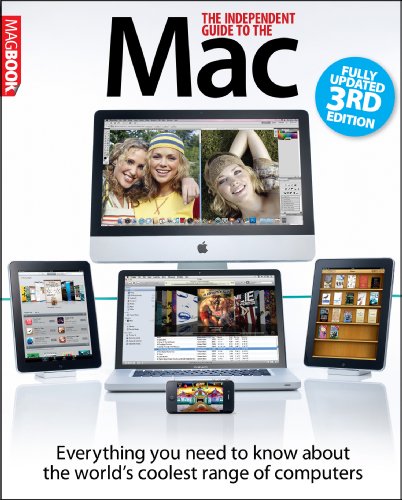 MAGBOOK
THE INDEPENDENT
GUIDE TO THE
Mac
FULLY
UPDATED
3RD
EDITION
Everything you need to know about
the world's coolest range of computers